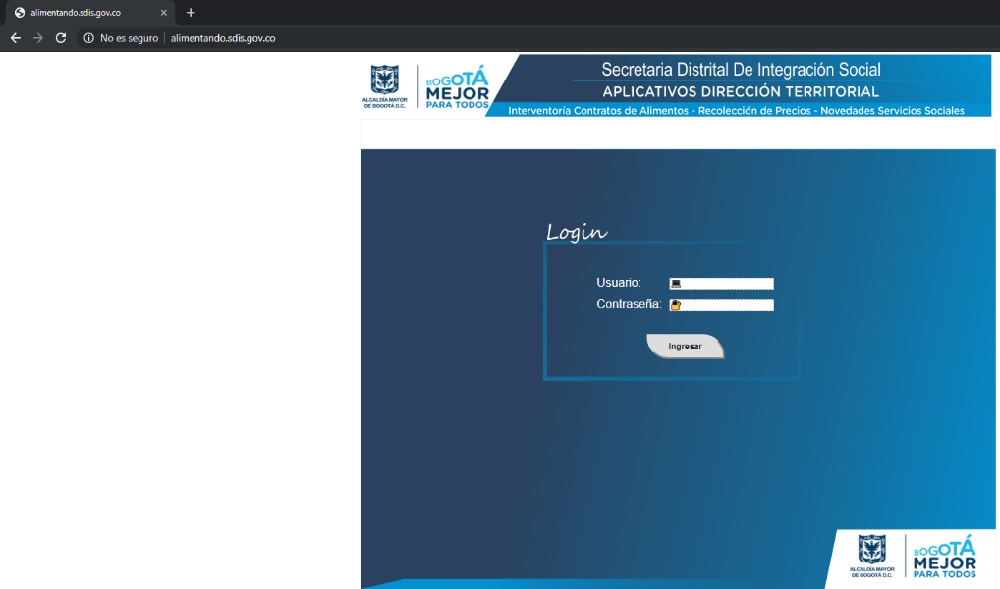 alimentando.sdis.gov.co
No es seguro alimentando.sdis.gov.co
ALCALDÍA MAYOR
DE BOGOTÁ D.C.
BOGOTÁ
MEJOR
PARA TODOS
Secretaria Distrital De Integración Social
APLICATIVOS DIRECCIÓN TERRITORIAL
Interventoría Contratos de Alimentos - Recolección de Precios - Novedades Servicios Sociales
Login
Usuario:
Contraseña:
Ingresar
ALCALDÍA MAYOR
DE BOGOTÁ D.C.
BOGOTÁ
MEJOR
PARA TODOS